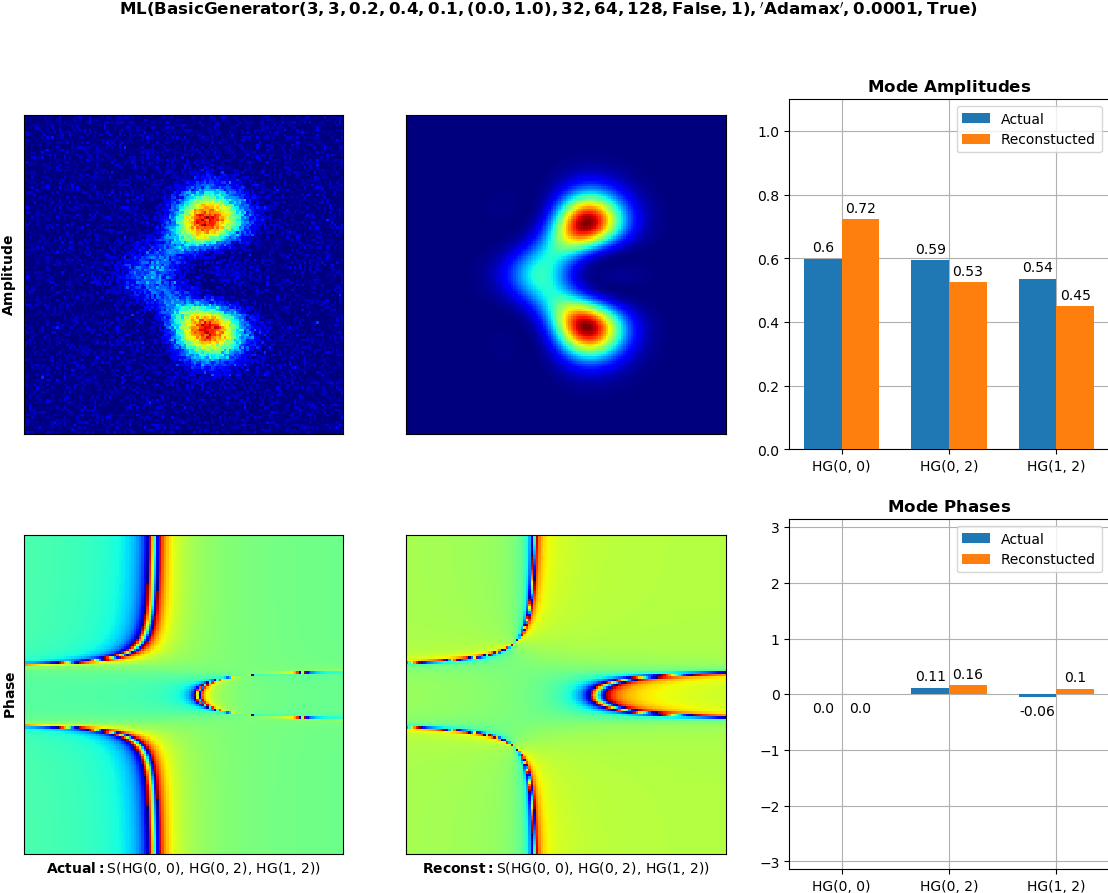 ML(BasicGenerator(3, 3, 0.2, 0.4, 0.1, (0.0, 1.0), 32, 64, 128, False, 1), 'Adamax', 0.0001, True)
Amplitude
Mode Amplitudes
Actual
Reconstucted
1.0
0.8
0.6
0.4
0.2
0.0
0.6
0.72
0.59
0.53
0.54
0.45
HG(0, 0)
HG(0, 2)
HG(1, 2)
Phase
Actual: S(HG(0, 0), HG(0, 2), HG(1, 2))
Reconst: S(HG(0, 0), HG(0, 2), HG(1, 2))
Mode Phases
Actual
Reconstucted
3
2
1
0
−1
−2
−3
0.0
0.0
0.11
0.16
-0.06
0.1
HG(0, 0)
HG(0, 2)
HG(1, 2)